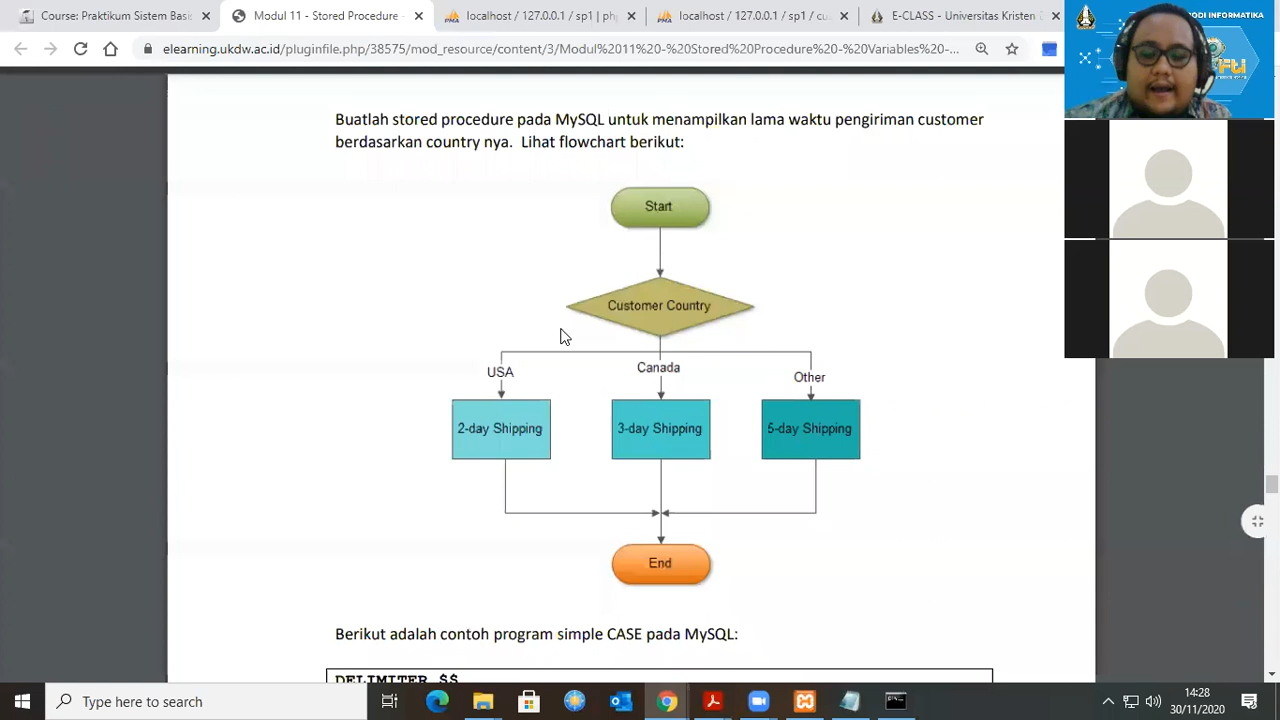 Course: Praktikum Sistem Basis
Modul 11 - Stored Procedure -
localhost / 127.0.0.1 / sp1 | ph
localhost / 127.0.0.1 / sp1 / cu
E-CLASS - Universitas Kristen D
elearning.ukdw.ac.id/pluginfile.php/38575/mod_resource/content/3/Modul%2011%20-%20Stored%20Procedure%20-%20Variables%20-...
Buatlah stored procedure pada MySQL untuk menampilkan lama waktu pengiriman customer
berdasarkan country nya. Lihat flowchart berikut:
Start
Customer Country
USA
Canada
Other
2-day Shipping
3-day Shipping
5-day Shipping
End
Berikut adalah contoh program simple CASE pada MySQL:
DELIMITER $$
INFORMATIKA
Type here to search
14:28
30/11/2020